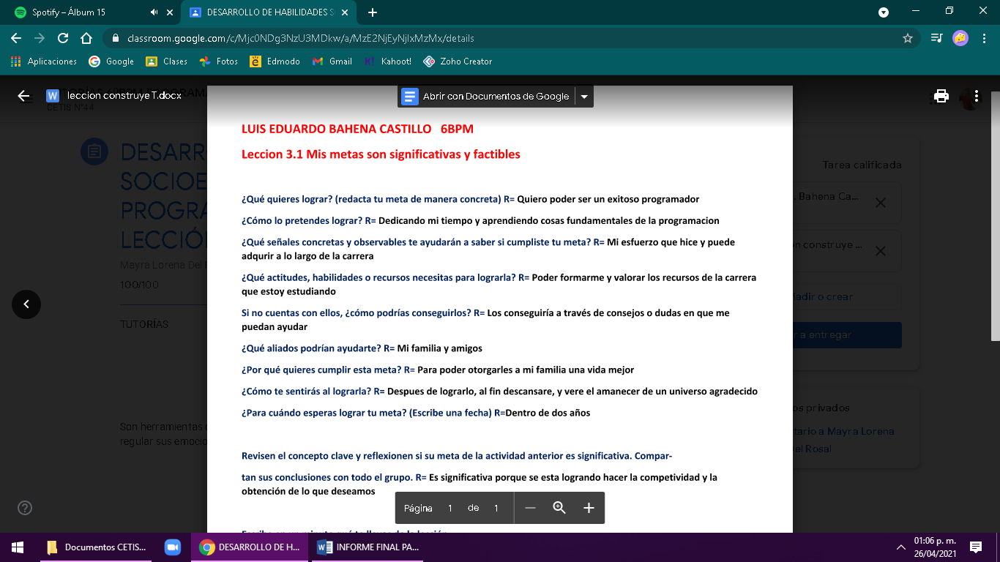 Spotify – Álbum 15
DESARROLLO DE HABILIDADES S
classroom.google.com/c/Mjc0NDg3NzU3MDkw/a/MzE2NjEyNjIxMzMx/details
Aplicaciones Google Clases Fotos Edmodo Gmail Kahoot! Zoho Creator
leccion construyeT.docx
Abrir con Documentos de Google
CETIS N°44
LUIS EDUARDO BAHENA CASTILLO 6BPM
Leccion 3.1 Mis metas son significativas y factibles
¿Qué quieres lograr? (redacta tu meta de manera concreta) R= Quiero poder ser un exitoso programador
¿Cómo lo pretendes lograr? R= Dedicando mi tiempo y aprendiendo cosas fundamentales de la programacion
¿Qué señales concretas y observables te ayudarán a saber si cumpliste tu meta? R= Mi esfuerzo que hice y puede
adqurir a lo largo de la carrera
¿Qué actitudes, habilidades o recursos necesitas para lograrla? R= Poder formarme y valorar los recursos de la carrera
que estoy estudiando
Si no cuentas con ellos, ¿cómo podrías conseguirlos? R= Los conseguiría a través de consejos o dudas en que me
puedan ayudar
¿Qué aliados podrían ayudarte? R= Mi familia y amigos
¿Por qué quieres cumplir esta meta? R= Para poder otorgarles a mi familia una vida mejor
¿Cómo te sentirás al lograrla? R= Despues de lograrlo, al fin descansare, y vere el amanecer de un universo agradecido
¿Para cuándo esperas lograr tu meta? (Escribe una fecha) R=Dentro de dos años
Revisen el concepto clave y reflexionen si su meta de la actividad anterior es significativa. Compar-
tan sus conclusiones con todo el grupo. R= Es significativa porque se esta logrando hacer la competividad y la
obtención de lo que deseamos
DESARR
SOCIOE
PROGRA
LECCIÓN
Mayra Lorena Del
100/100
TUTORÍAS
Son herramientas
regular sus emocio
Tarea calificada
. Bahena Ca...
n construye ...
adir o crear
r a entregar
os privados
tario a Mayra Lorena
el Rosal
Página 1 de 1
Documentos CETIS...
DESARROLLO DE H...
INFORME FINAL PA...
01:06 p. m.
26/04/2021